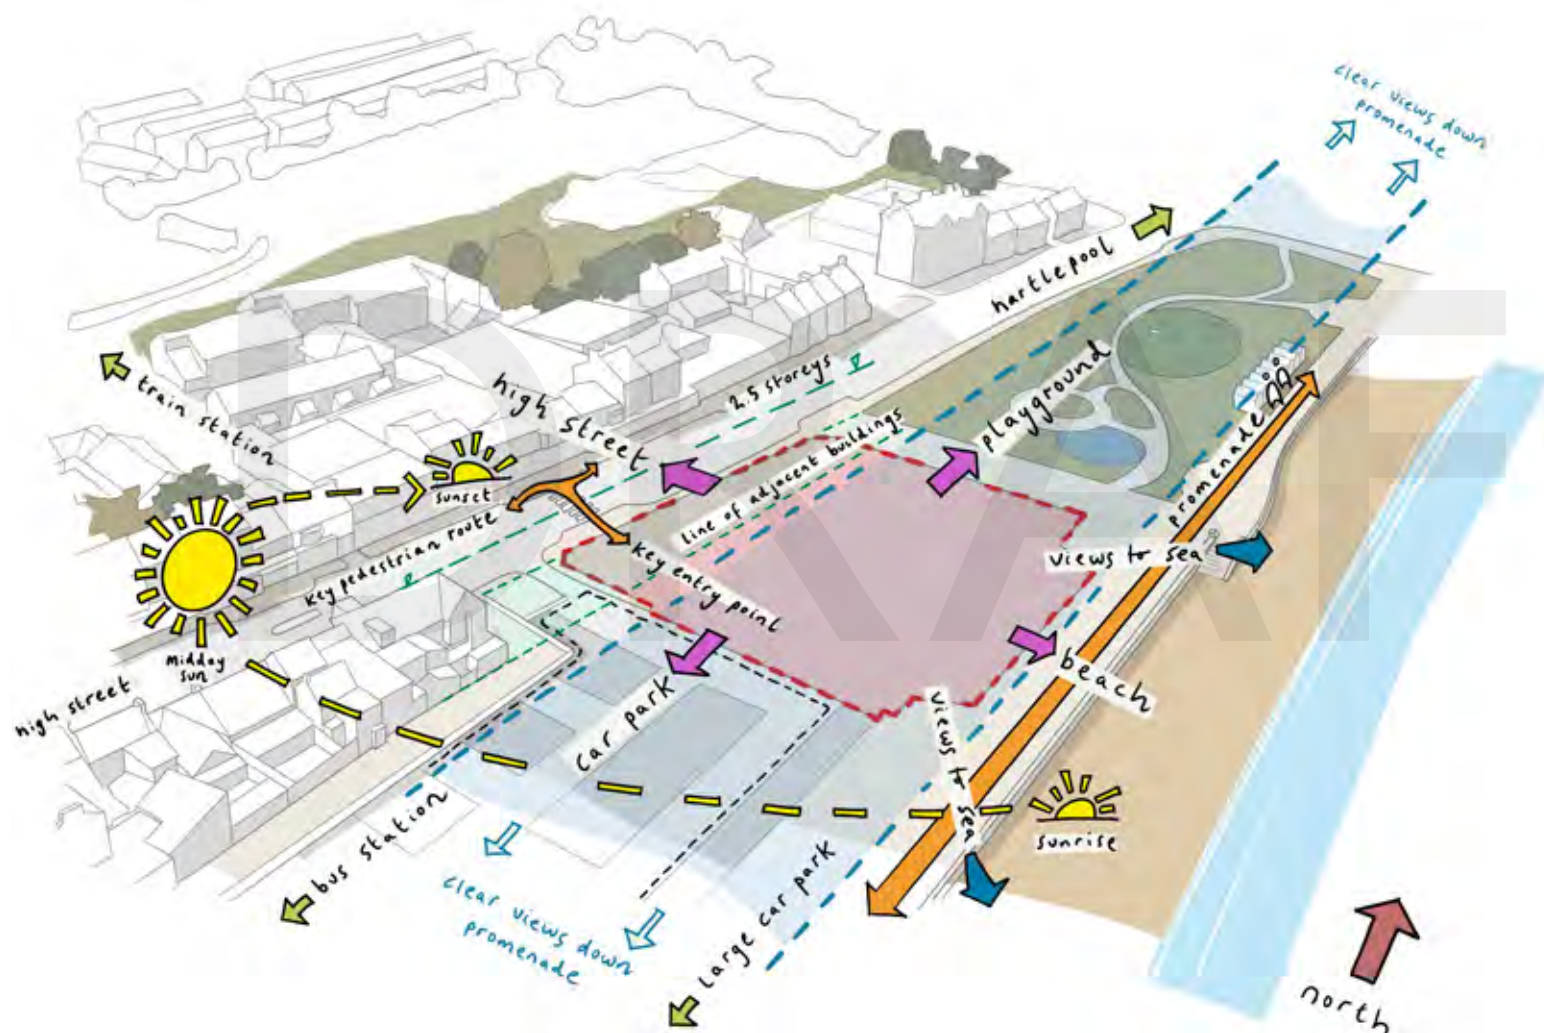 clear views down
promenade
hartlepool
train station
high street
2.5 storeys
playground
line of adjacent buildings
promenade
sunset
key pedestrian route
key entry point
views to sea
midday
sun
high street
car park
beach
views to sea
sunrise
bus station
large car park
clear views down
promenade
north
DRAFT